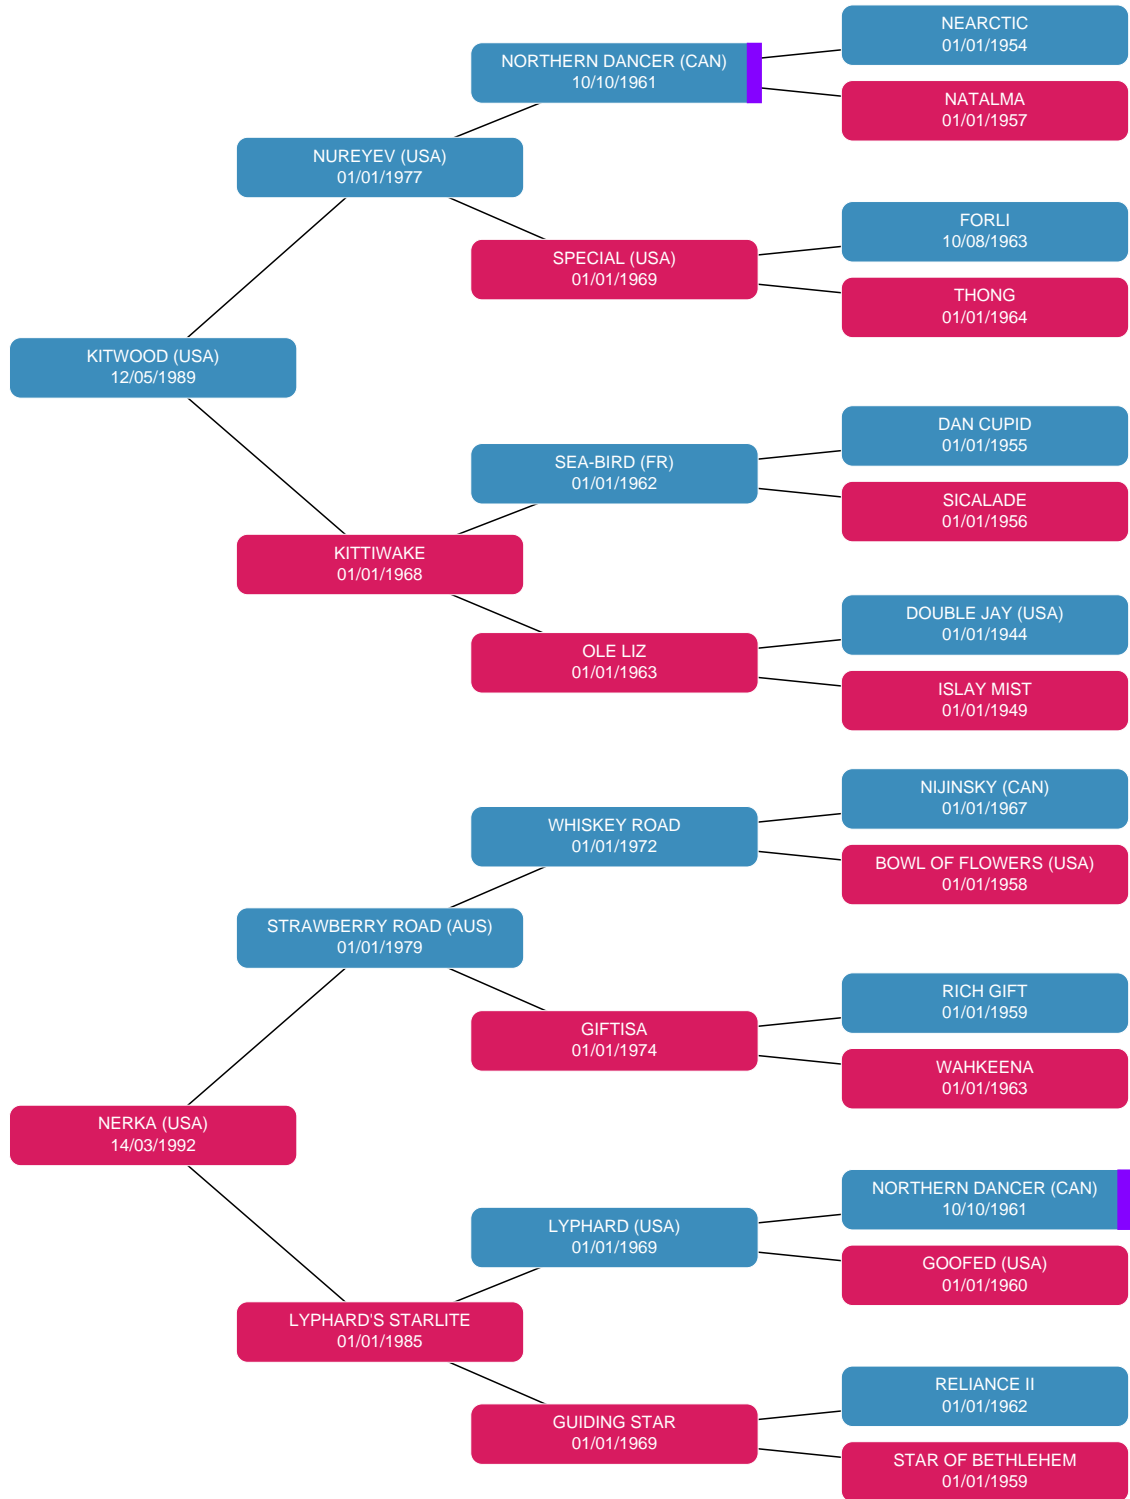 NEARCTIC
01/01/1954
NORTHERN DANCER (CAN)
10/10/1961
NATALMA
01/01/1957
NUREYEV (USA)
01/01/1977
FORLI
10/08/1963
SPECIAL (USA)
01/01/1969
THONG
01/01/1964
KITWOOD (USA)
12/05/1989
DAN CUPID
01/01/1955
SEA-BIRD (FR)
01/01/1962
SICALADE
01/01/1956
KITTIWAKE
01/01/1968
DOUBLE JAY (USA)
01/01/1944
OLE LIZ
01/01/1963
ISLAY MIST
01/01/1949
NIJINSKY (CAN)
01/01/1967
WHISKEY ROAD
01/01/1972
BOWL OF FLOWERS (USA)
01/01/1958
STRAWBERRY ROAD (AUS)
01/01/1979
RICH GIFT
01/01/1959
GIFTISA
01/01/1974
WAHKEENA
01/01/1963
NERKA (USA)
14/03/1992
NORTHERN DANCER (CAN)
10/10/1961
LYPHARD (USA)
01/01/1969
GOOFED (USA)
01/01/1960
LYPHARD'S STARLITE
01/01/1985
RELIANCE II
01/01/1962
GUIDING STAR
01/01/1969
STAR OF BETHLEHEM
01/01/1959